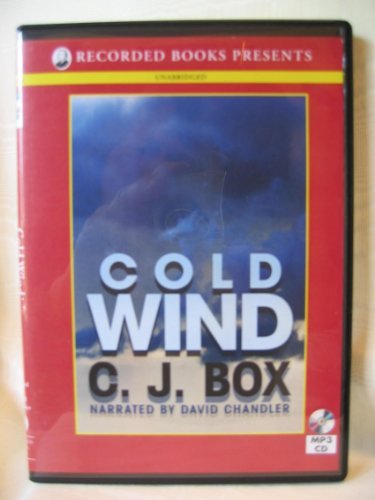 RECORDED BOOKS PRESENTS
UNABRIDGED
COLD
WIND
C. J. BOX
NARRATED BY DAVID CHANDLER
MP3
CD